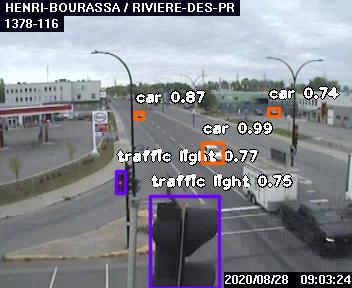 HENRI-BOURASSA / RIVIERE-DES-PR
1378-116
car 0.87
car 0.74
car 0.99
traffic light 0.77
traffic light 0.75
2020/08/28 09:03:24